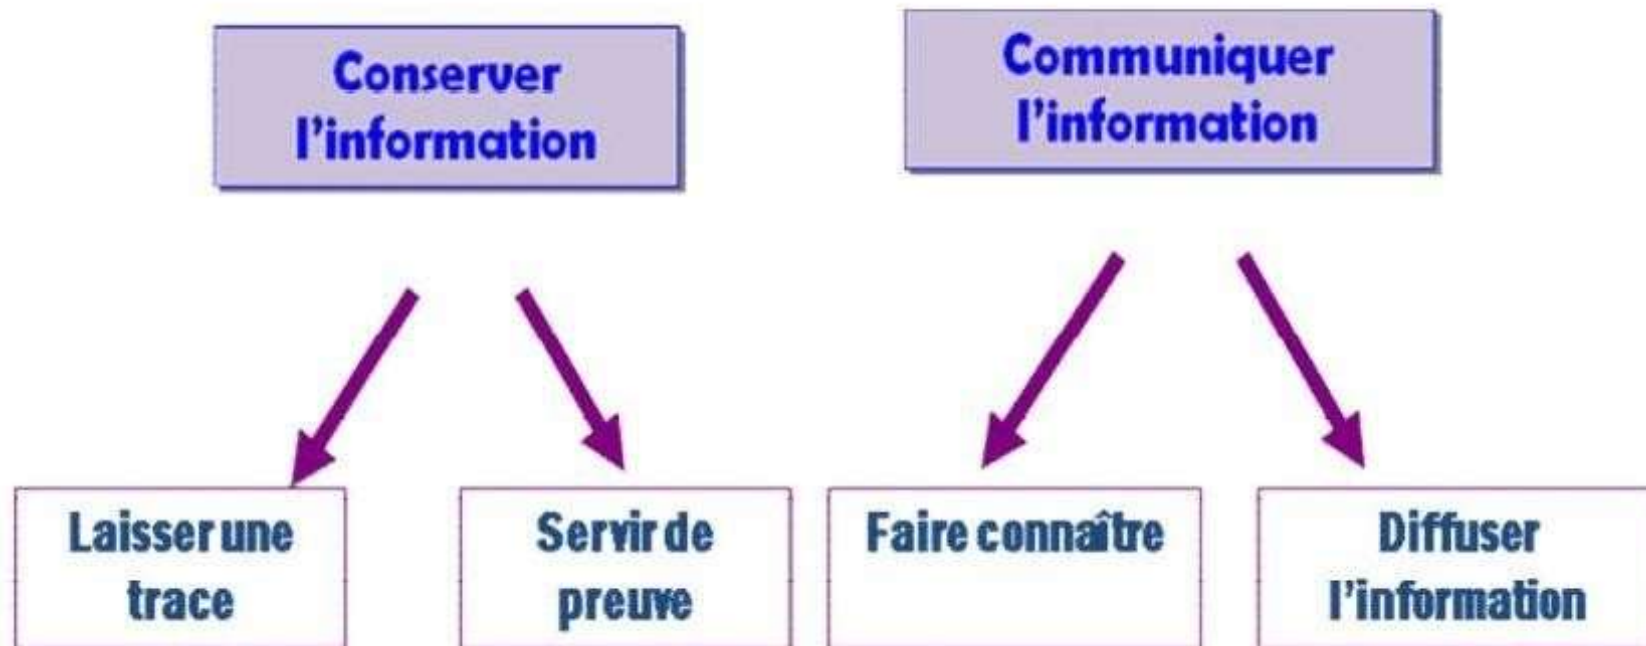 Conserver
l'information
Communiquer
l'information
Laisser une
trace
Servir de
preuve
Faire connaître
Diffuser
l'information